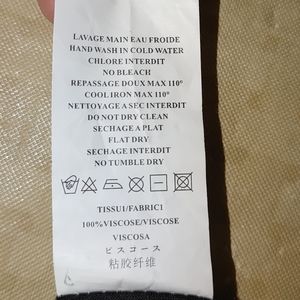 LAVAGE MAIN EAU FROIDE
HAND WASH IN COLD WATER
CHLORE INTERDIT
NO BLEACH
REPASSAGE DOUX MAX 110°
COOL IRON MAX 110°
NETTOYAGE A SEC INTERDIT
DO NOT DRY CLEAN
SECHAGE A PLAT
FLAT DRY
SECHAGE INTERDIT
NO TUMBLE DRY
TISSU1/FABRIC1
100%VISCOSE/VISCOSE
VISCOSA
ビスコース
粘胶纤维